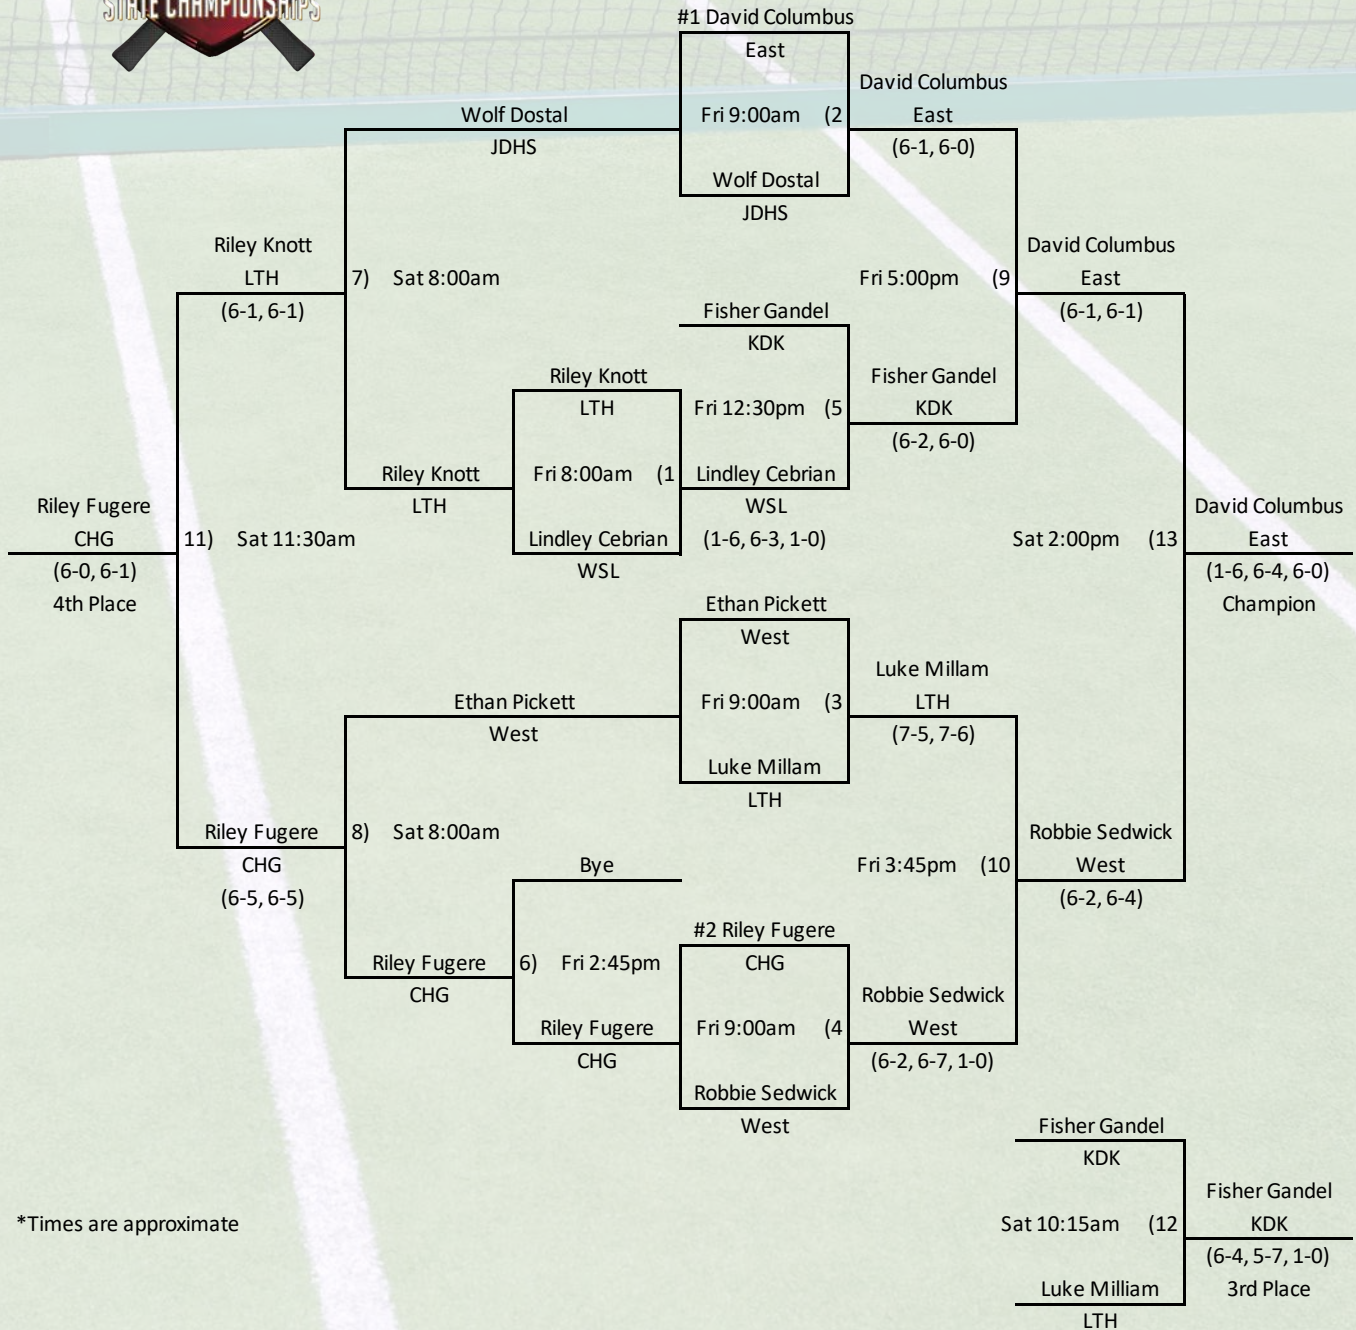 STATE CHAMPIONSHIPS
#1 David Columbus
East
Fri 9:00am (2
Wolf Dostal
JDHS
David Columbus
East
(6-1, 6-0)
Wolf Dostal
JDHS
Riley Knott
LTH
(6-1, 6-1)
7) Sat 8:00am
Fri 5:00pm (9
David Columbus
East
(6-1, 6-1)
Fisher Gandel
KDK
Fri 12:30pm (5
Fisher Gandel
KDK
(6-2, 6-0)
Riley Knott
LTH
Fri 8:00am (1
Riley Knott
LTH
Lindley Cebrian
WSL
(1-6, 6-3, 1-0)
Lindley Cebrian
WSL
Riley Fugere
CHG
(6-0, 6-1)
4th Place
11) Sat 11:30am
Sat 2:00pm (13
David Columbus
East
(1-6, 6-4, 6-0)
Champion
Ethan Pickett
West
Fri 9:00am (3
Luke Millam
LTH
Ethan Pickett
West
Luke Millam
LTH
(7-5, 7-6)
Riley Fugere
CHG
(6-5, 6-5)
8) Sat 8:00am
Bye
Fri 3:45pm (10
Robbie Sedwick
West
(6-2, 6-4)
#2 Riley Fugere
CHG
Riley Fugere
CHG
6) Fri 2:45pm
Riley Fugere
CHG
Fri 9:00am (4
Robbie Sedwick
West
(6-2, 6-7, 1-0)
Robbie Sedwick
West
Fisher Gandel
KDK
Sat 10:15am (12
Fisher Gandel
KDK
(6-4, 5-7, 1-0)
3rd Place
Luke Milliam
LTH
*Times are approximate